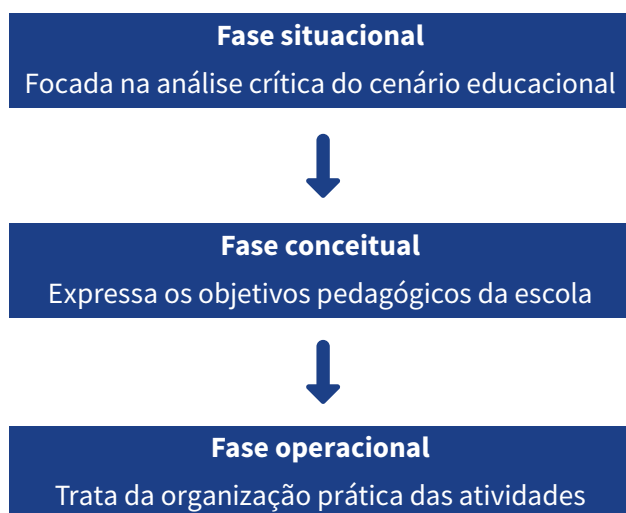 Fase situacional
Focada na análise crítica do cenário educacional
Fase conceitual
Expressa os objetivos pedagógicos da escola
Fase operacional
Trata da organização prática das atividades